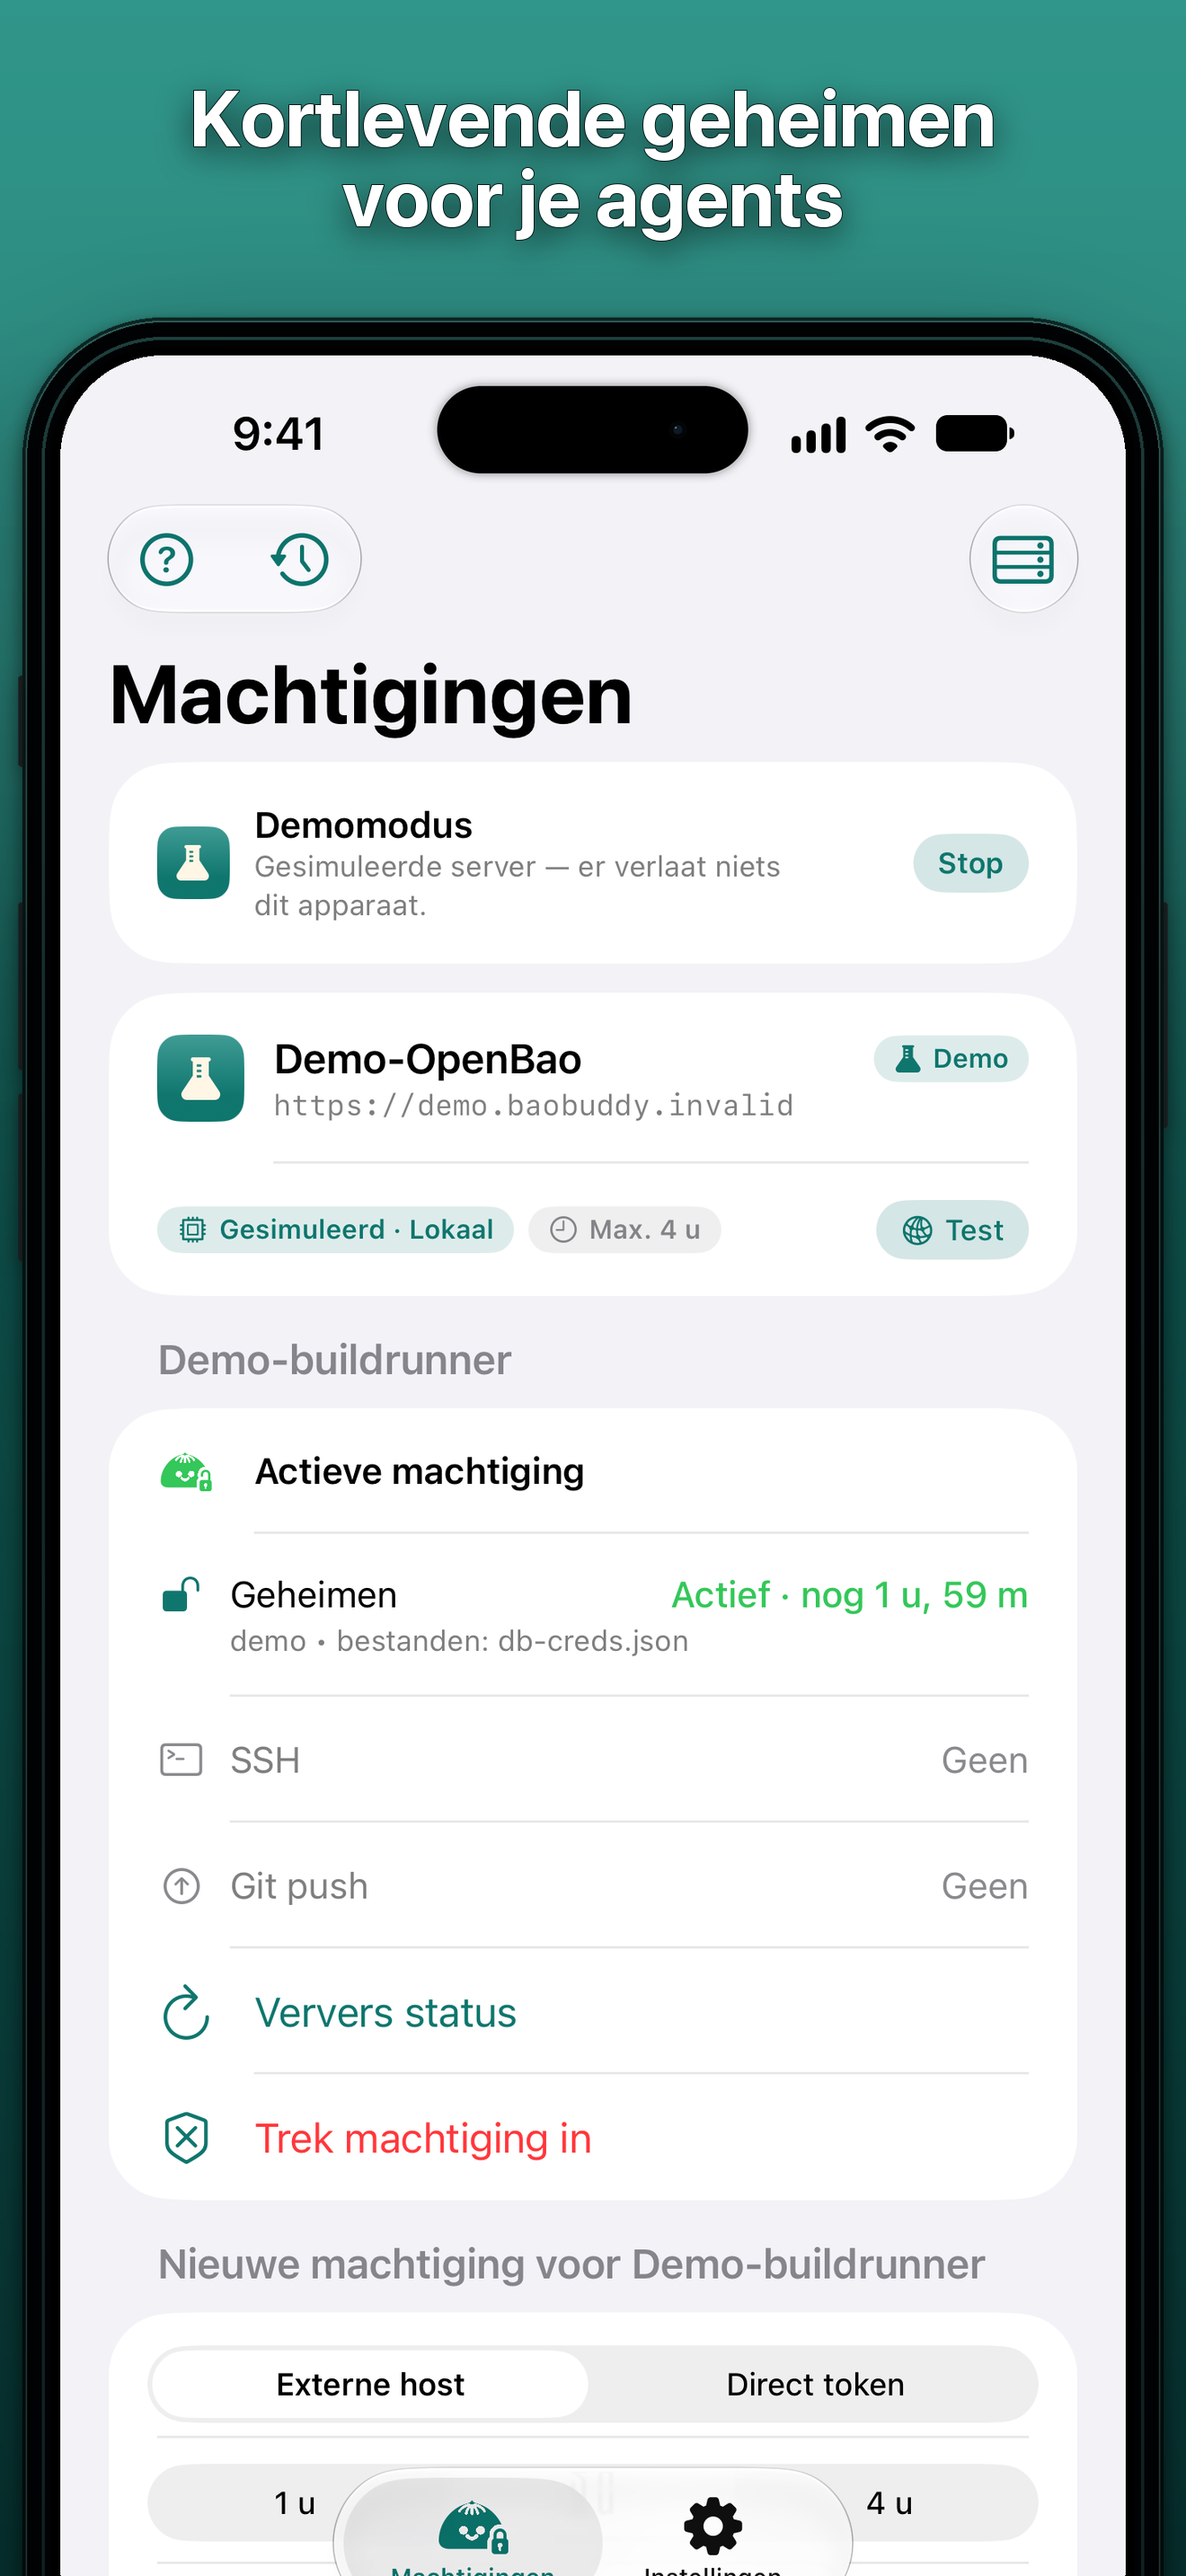 Kortlevende geheimen
voor je agents
9:41
Machtigingen
Demomodus
Gesimuleerde server — er verlaat niets
dit apparaat.
Stop
Demo-OpenBao
Demo
https://demo.baobuddy.invalid
Gesimuleerd · Lokaal
Max. 4 u
Test
Demo-buildrunner
Actieve machtiging
Geheimen
Actief · nog 1 u, 59 m
demo • bestanden: db-creds.json
SSH
Geen
Git push
Geen
Ververs status
Trek machtiging in
Nieuwe machtiging voor Demo-buildrunner
Externe host
Direct token
1 u
4 u
Machtigingen
Instellingen